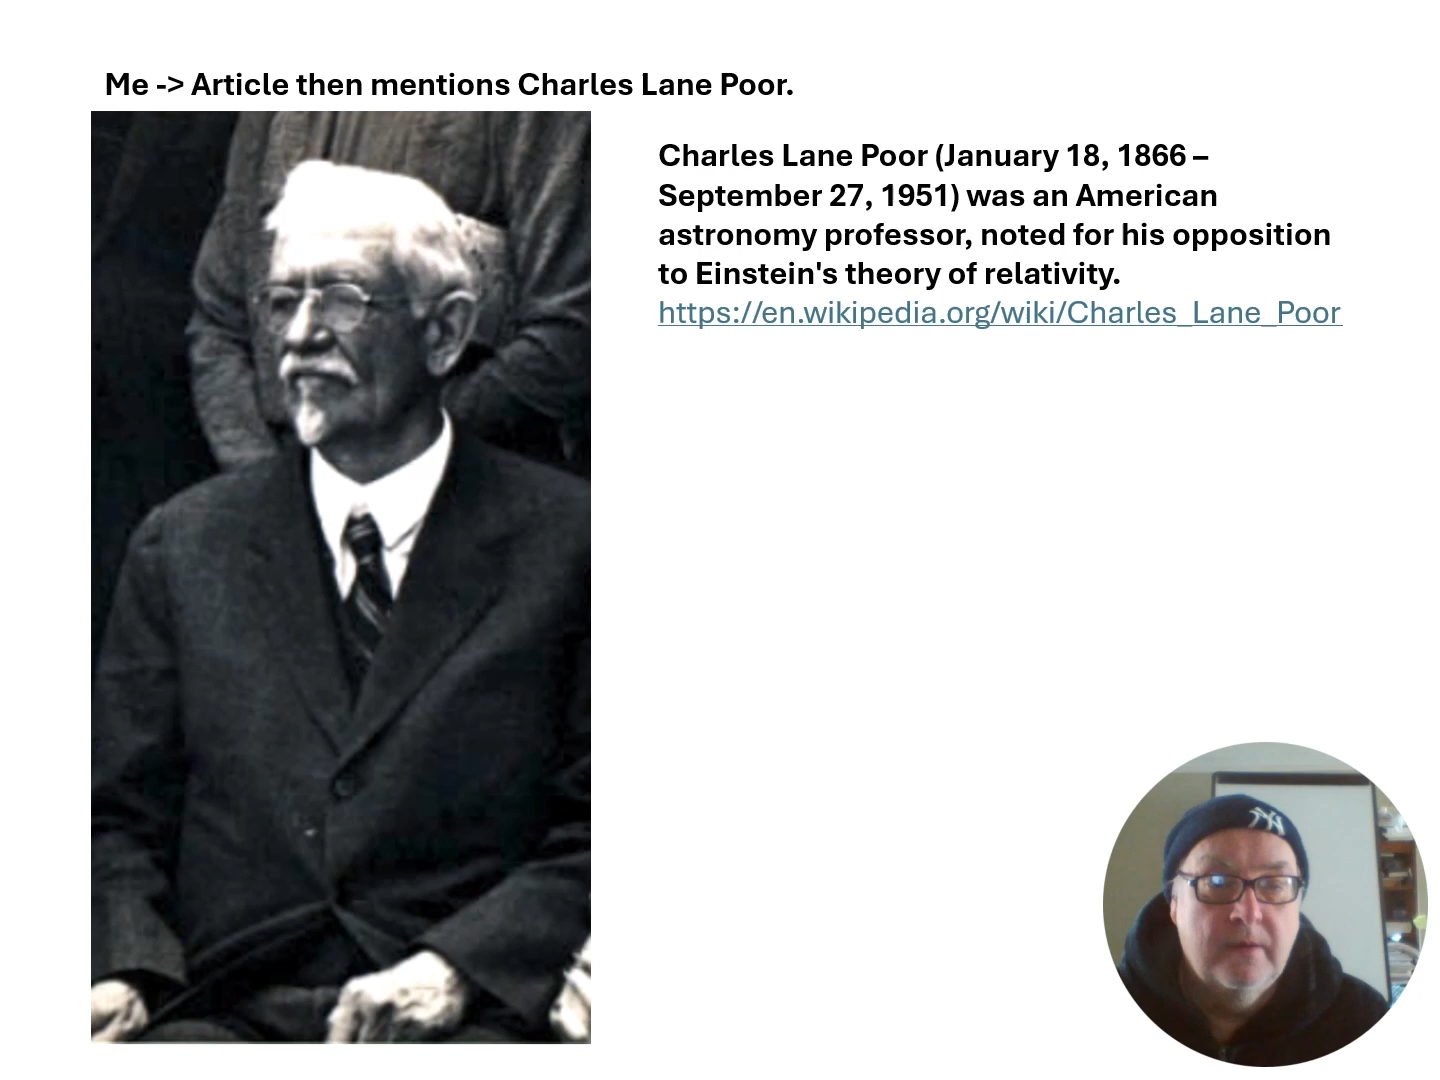 Me -> Article then mentions Charles Lane Poor.
Charles Lane Poor (January 18, 1866 –
September 27, 1951) was an American
astronomy professor, noted for his opposition
to Einstein's theory of relativity.
https://en.wikipedia.org/wiki/Charles_Lane_Poor
NY